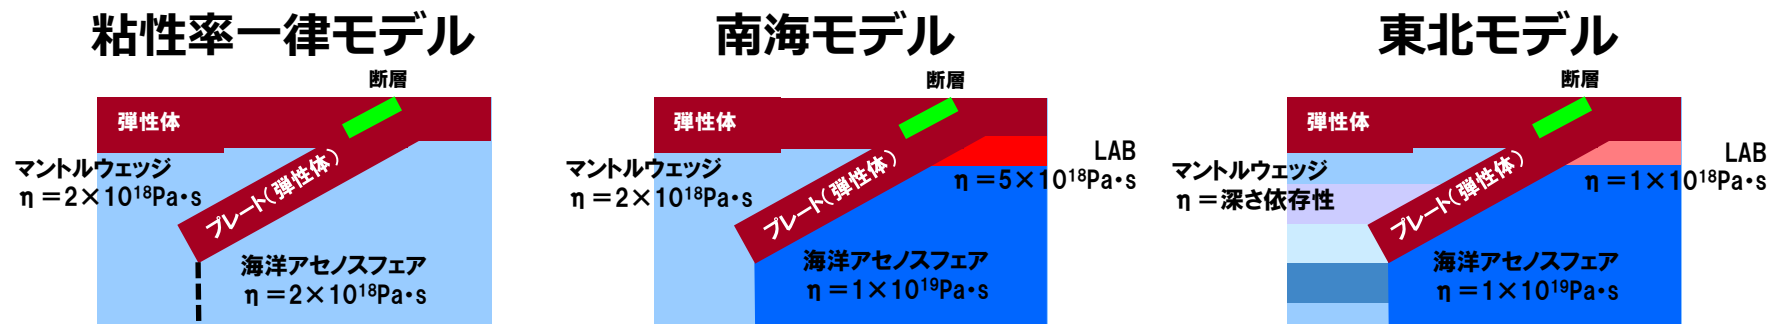 粘性率一律モデル
断層
弾性体
マントルウェッジ
η＝2×10¹⁸Pa・s
プレート（弾性体）
海洋アセノスフェア
η＝2×10¹⁸Pa・s
南海モデル
断層
弾性体
マントルウェッジ
η＝2×10¹⁸Pa・s
プレート（弾性体）
LAB
η＝5×10¹⁸Pa・s
海洋アセノスフェア
η＝1×10¹⁹Pa・s
東北モデル
断層
弾性体
マントルウェッジ
η＝深さ依存性
プレート（弾性体）
LAB
η＝1×10¹⁸Pa・s
海洋アセノスフェア
η＝1×10¹⁹Pa・s